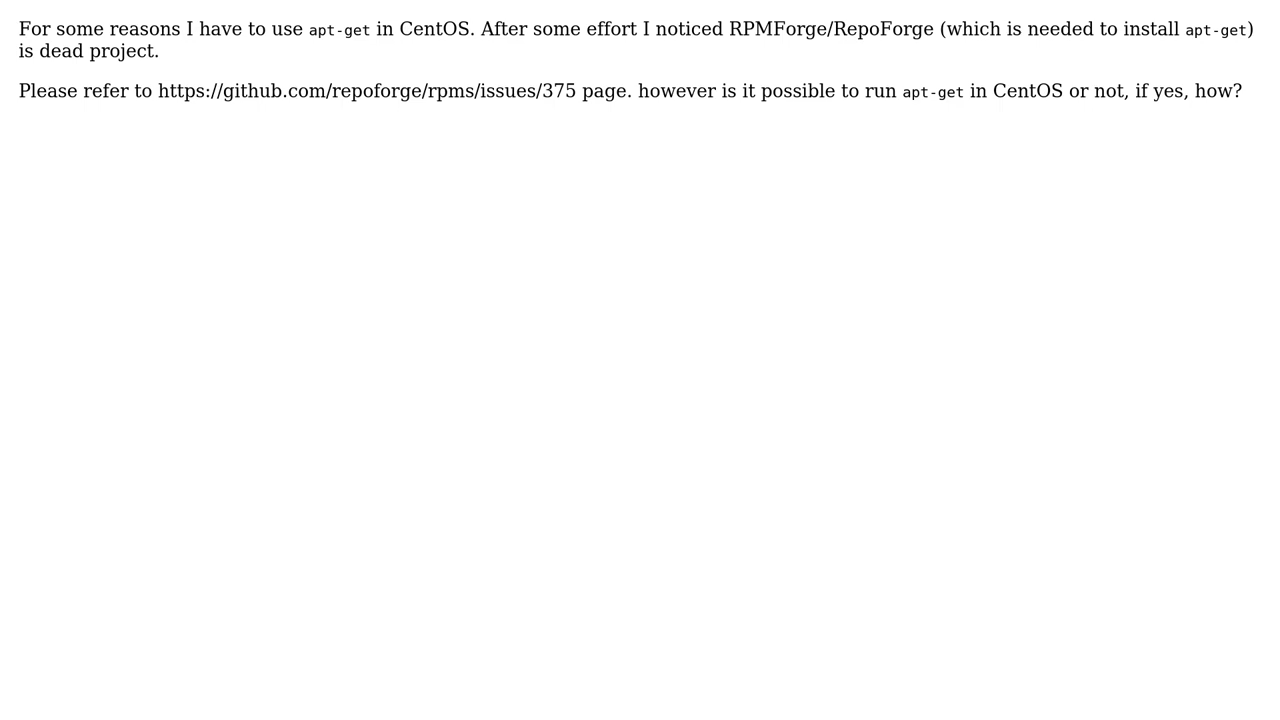 For some reasons I have to use apt-get in CentOS. After some effort I noticed RPMForge/RepoForge (which is needed to install apt-get)
is dead project.
Please refer to https://github.com/repoforge/rpms/issues/375 page. however is it possible to run apt-get in CentOS or not, if yes, how?